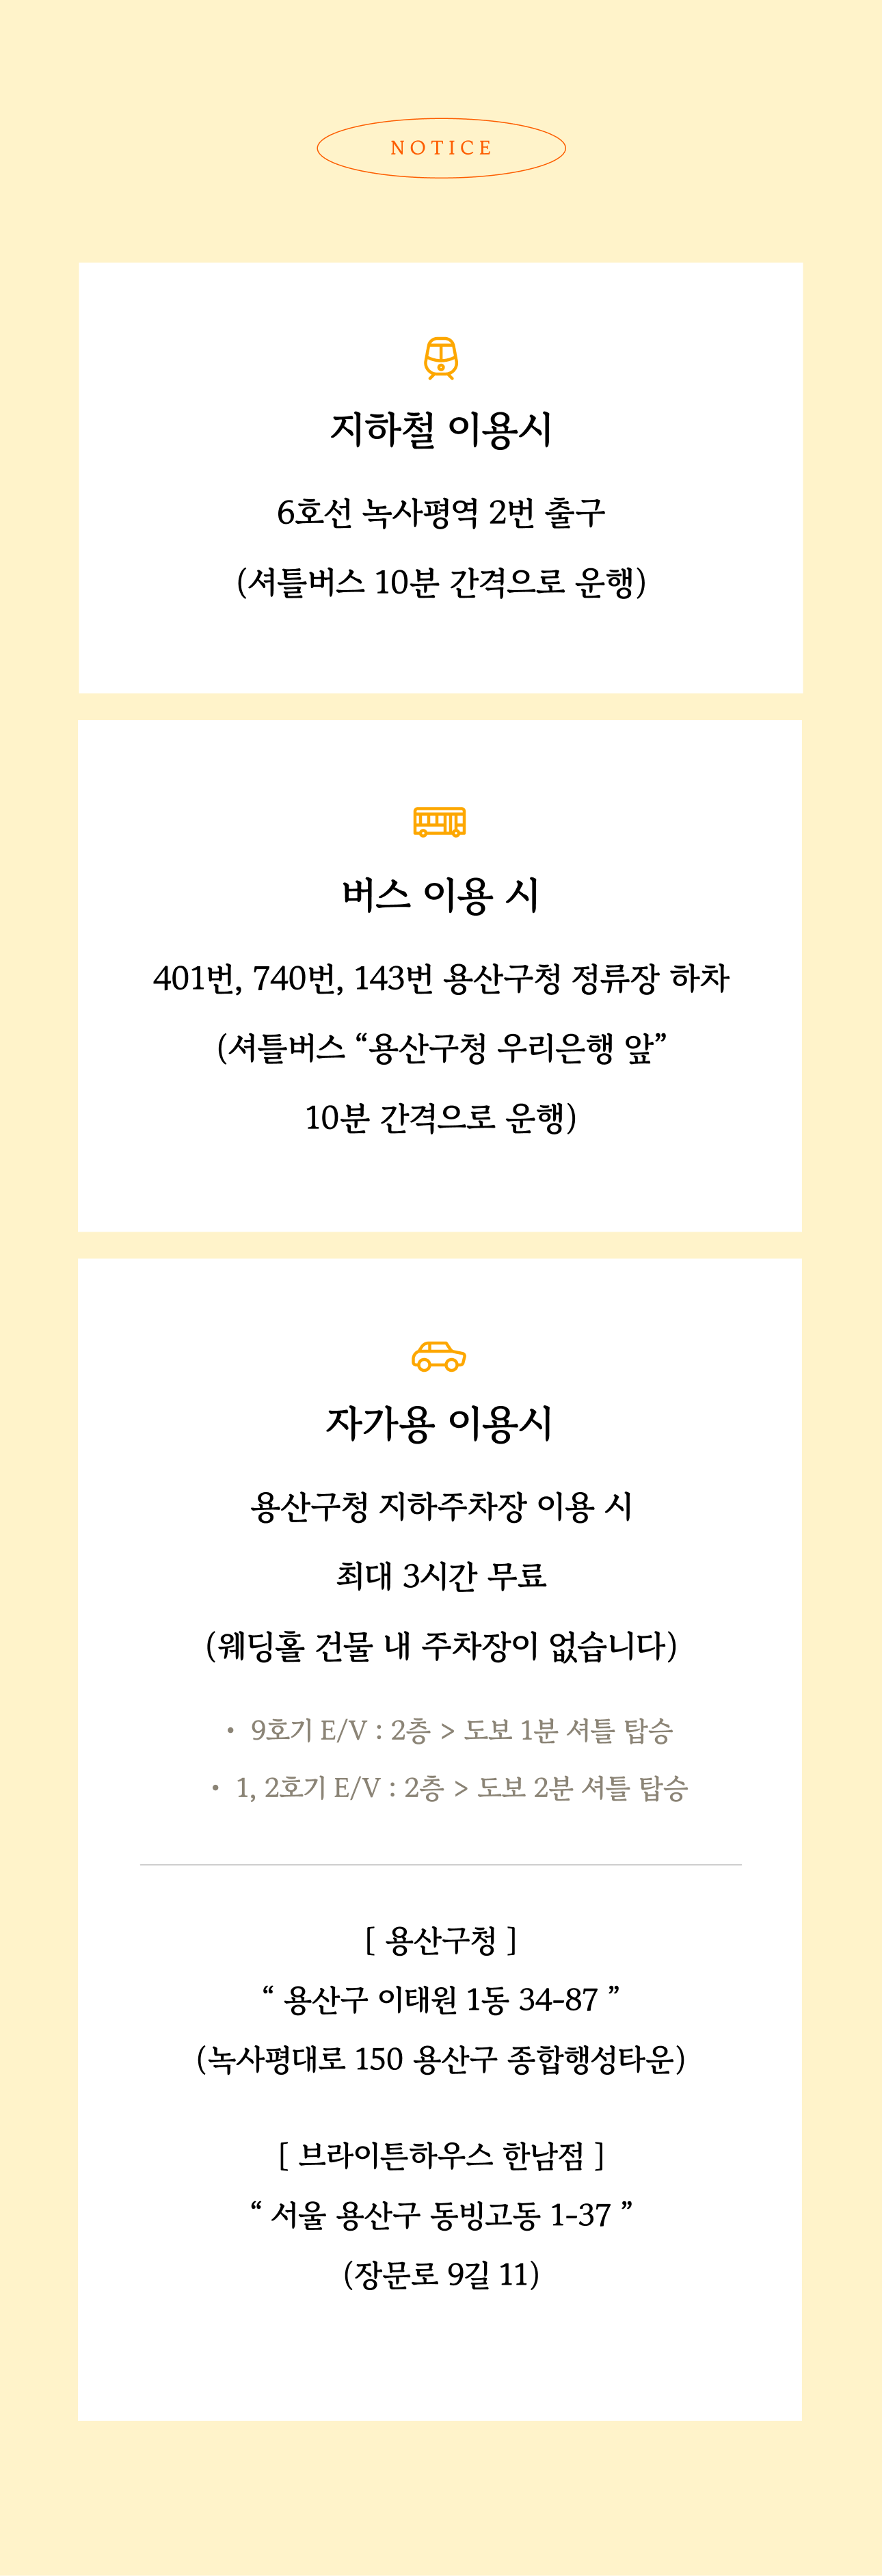 NOTICE
지하철 이용시
6호선 녹사평역 2번 출구
(셔틀버스 10분 간격으로 운행)
버스 이용 시
401번, 740번, 143번 용산구청 정류장 하차
(셔틀버스 “용산구청 우리은행 앞”
10분 간격으로 운행)
자가용 이용시
용산구청 지하주차장 이용 시
최대 3시간 무료
(웨딩홀 건물 내 주차장이 없습니다)
• 9호기 E/V : 2층 > 도보 1분 셔틀 탑승
• 1, 2호기 E/V : 2층 > 도보 2분 셔틀 탑승
[ 용산구청 ]
“ 용산구 이태원 1동 34-87 ”
(녹사평대로 150 용산구 종합행성타운)
[ 브라이튼하우스 한남점 ]
“ 서울 용산구 동빙고동 1-37 ”
(장문로 9길 11)